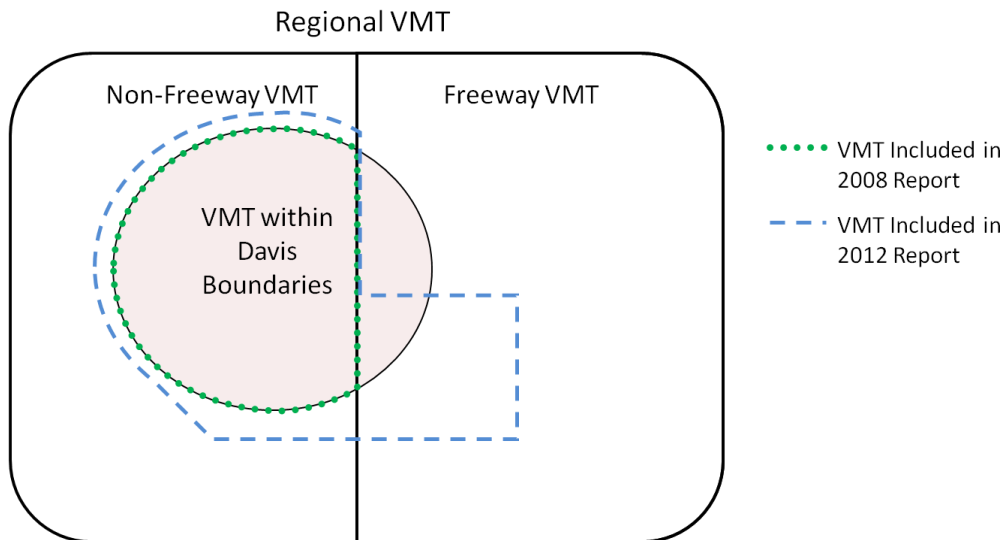 Regional VMT
Non-Freeway VMT
Freeway VMT
VMT within
Davis
Boundaries
VMT Included in
2008 Report
VMT Included in
2012 Report